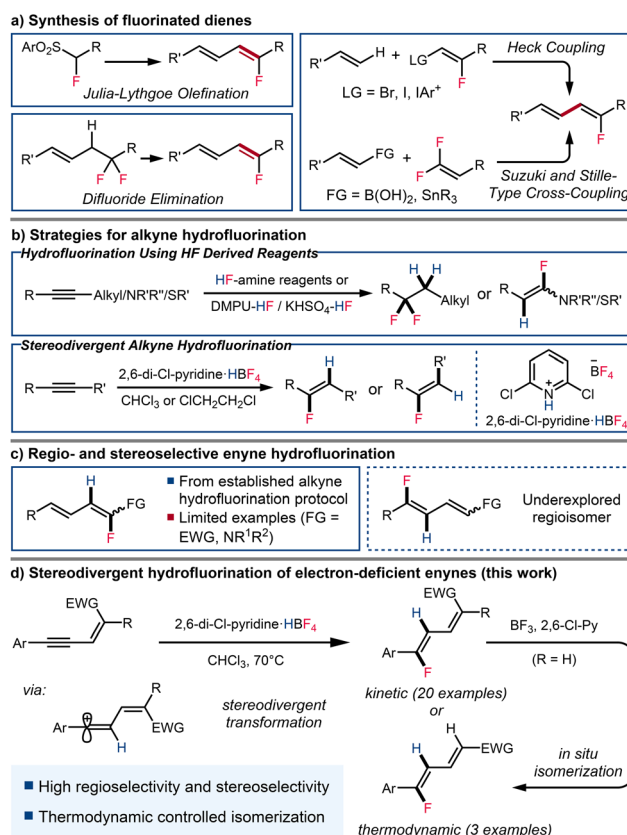 a) Synthesis of fluorinated dienes
ArO2S
R
F
R'
R
F
Julia-Lythgoe Olefination
H
R'
R
F
F
R'
R
F
Difluoride Elimination
R'
H
+
LG
R
F
Heck Coupling
LG = Br, I, IAr+
R'
R
F
R'
FG
+
F
F
R
FG = B(OH)2, SnR3
Suzuki and Stille-
Type Cross-Coupling
b) Strategies for alkyne hydrofluorination
Hydrofluorination Using HF Derived Reagents
R
Alkyl/NR'R''/SR'
HF-amine reagents or
DMPU-HF / KHSO4-HF
H
H
R
Alkyl
F
F
or
F
R
NR'R''/SR'
H
Stereodivergent Alkyne Hydrofluorination
R
R'
2,6-di-Cl-pyridine·HBF4
CHCl3 or ClCH2CH2Cl
H
R
R'
F
or
R'
R
H
F
BF4
Cl
N
H
+
Cl
2,6-di-Cl-pyridine·HBF4
c) Regio- and stereoselective enyne hydrofluorination
H
R
FG
F
From established alkyne
hydrofluorination protocol
Limited examples (FG =
EWG, NR1R2)
F
R
FG
H
Underexplored
regioisomer
d) Stereodivergent hydrofluorination of electron-deficient enynes (this work)
EWG
R
Ar
2,6-di-Cl-pyridine·HBF4
CHCl3, 70°C
EWG
H
R
Ar
F
BF3, 2,6-Cl-Py
(R = H)
kinetic (20 examples)
or
via:
R
Ar
+
EWG
H
stereodivergent
transformation
H
H
EWG
Ar
F
in situ
isomerization
thermodynamic (3 examples)
High regioselectivity and stereoselectivity
Thermodynamic controlled isomerization